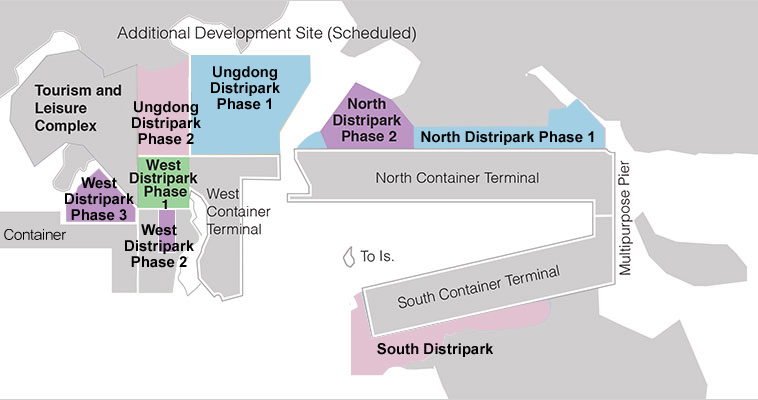 Additional Development Site (Scheduled)
Tourism and
Leisure
Complex
Ungdong
Distripark
Phase 2
Ungdong
Distripark
Phase 1
North
Distripark
Phase 2
North Distripark Phase 1
West
Distripark
Phase 3
West
Distripark
Phase
1
West
Container
Terminal
North Container Terminal
Container
West
Distripark
Phase 2
To Is.
South Container Terminal
Multipurpose Pier
South Distripark